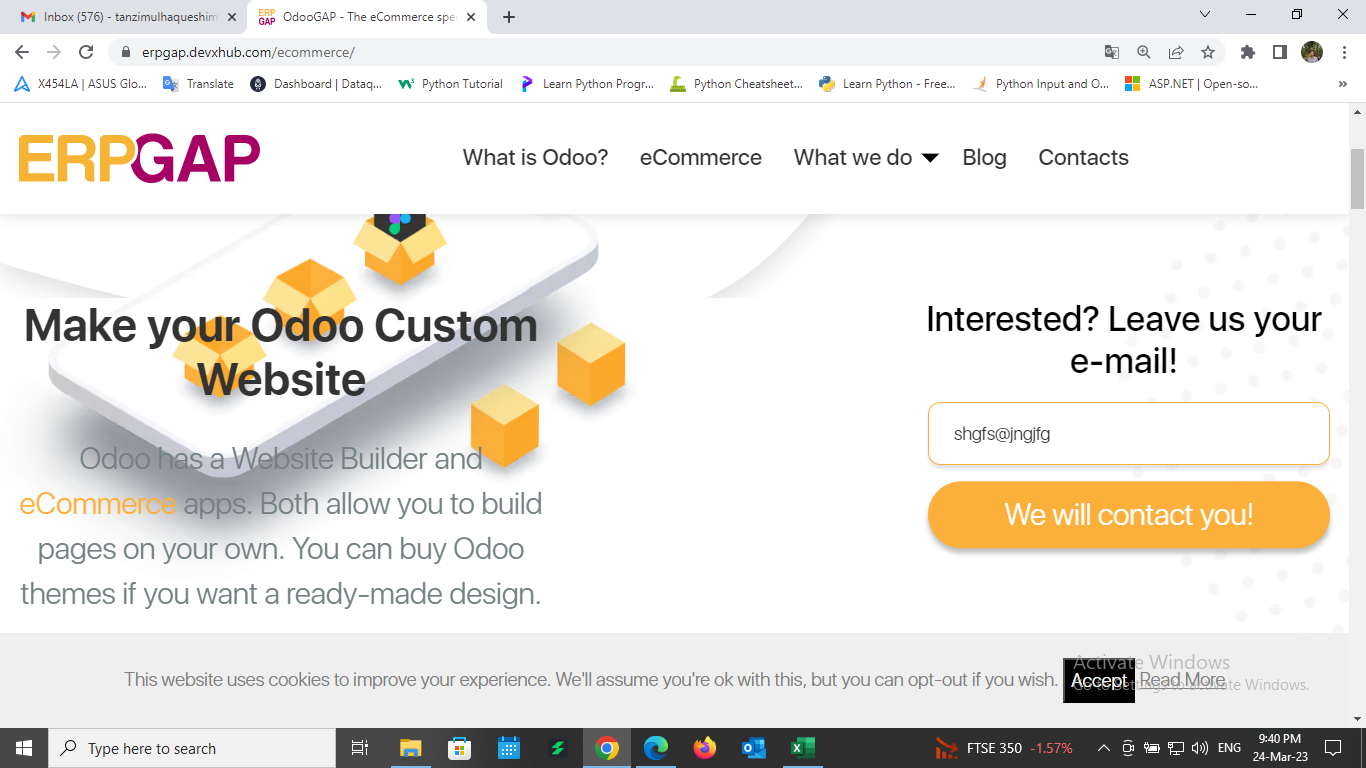 Inbox (576) - tanzimulhaqueshim
ERP GAP OdooGAP - The eCommerce spe
erpgap.devxhub.com/ecommerce/
X454LA | ASUS Glo... Translate Dashboard | Dataq... Python Tutorial Learn Python Progr... Python Cheatsheet... Learn Python - Free... Python Input and O... ASP.NET | Open-so...
ERPGAP What is Odoo? eCommerce What we do Blog Contacts
Make your Odoo Custom
Website
Odoo has a Website Builder and
eCommerce apps. Both allow you to build
pages on your own. You can buy Odoo
themes if you want a ready-made design.
Interested? Leave us your
e-mail!
shgfs@jngjfg
We will contact you!
This website uses cookies to improve your experience. We'll assume you're ok with this, but you can opt-out if you wish. Accept Read More
Activate Windows
Go to Settings to activate Windows.
Type here to search
FTSE 350 -1.57%
ENG
9:40 PM
24-Mar-23